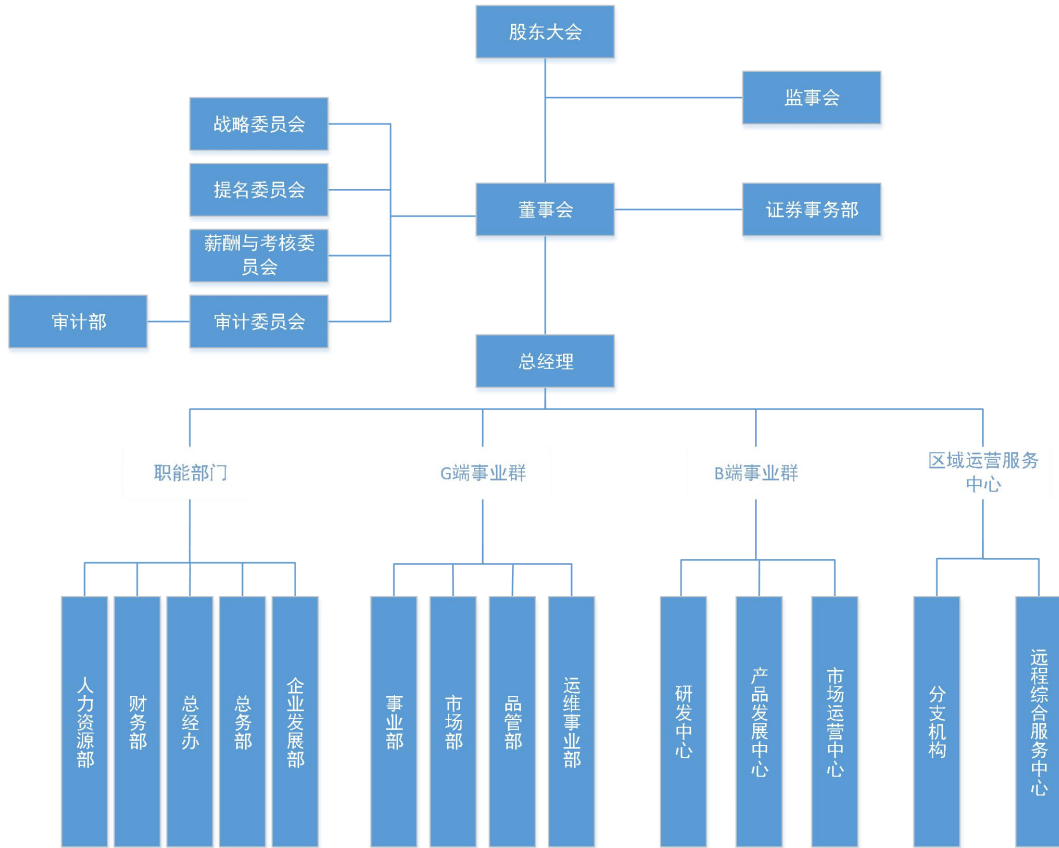 股东大会
监事会
战略委员会
提名委员会
董事会
证券事务部
薪酬与考核委
员会
审计部
审计委员会
总经理
职能部门
G端事业群
B端事业群
区域运营服务
中心
人力资源部
财务部
总经办
总务部
企业发展部
事业部
市场部
品管部
运维事业部
研发中心
产品发展中心
市场运营中心
分支机构
远程综合服务中心